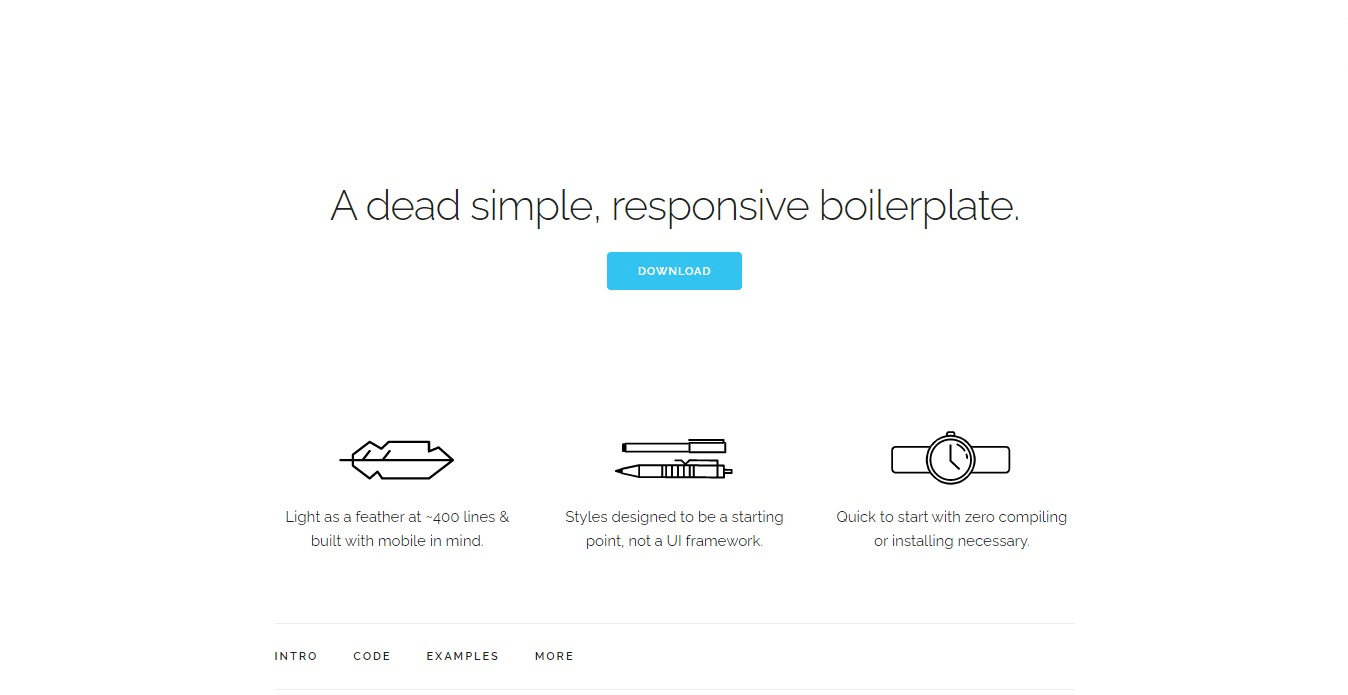 A dead simple, responsive boilerplate.
DOWNLOAD
Light as a feather at ~400 lines &
built with mobile in mind.
Styles designed to be a starting
point, not a UI framework.
Quick to start with zero compiling
or installing necessary.
INTRO CODE EXAMPLES MORE